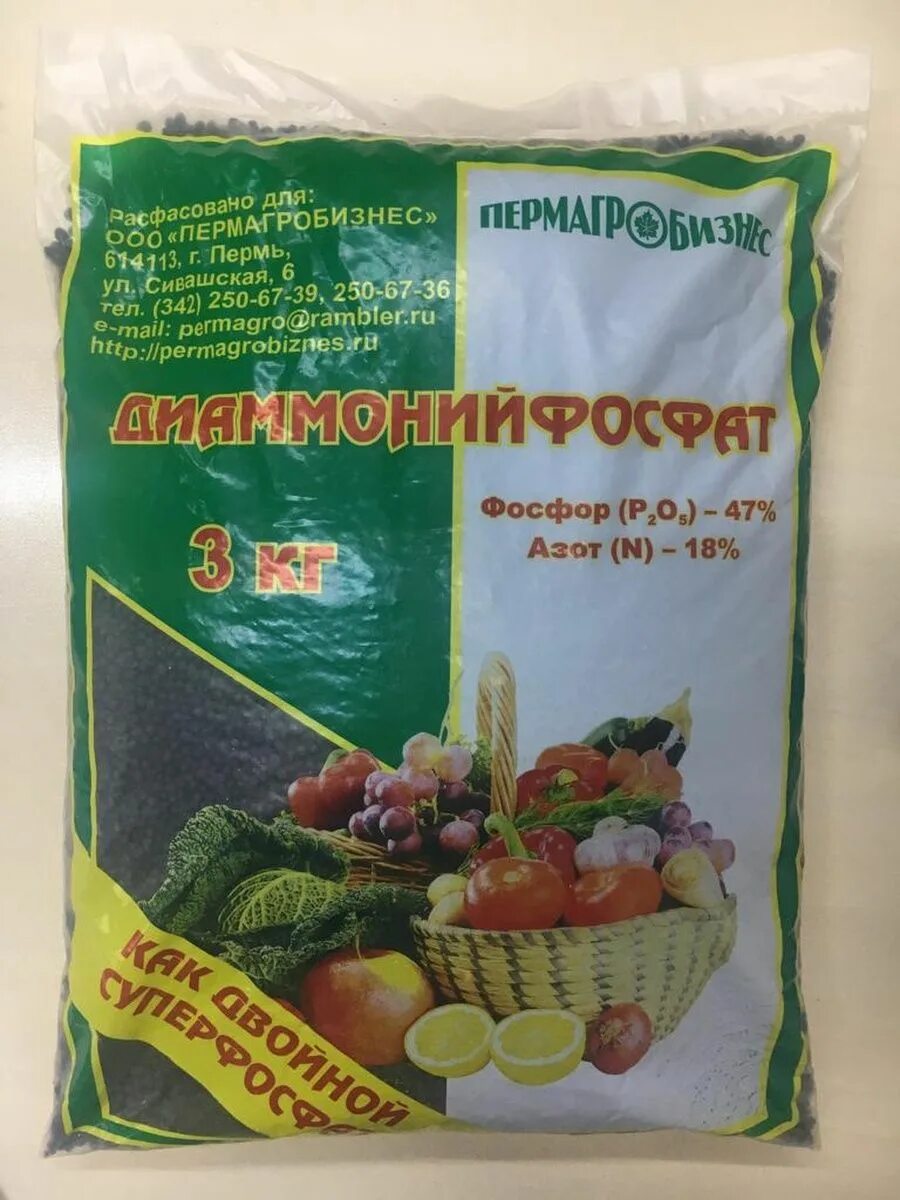 Расфасовано для:
ООО «ПЕРМАГРОБИЗНЕС»
614113, г. Пермь,
ул. Сивашская, 6
тел. (342) 250-67-39, 250-67-36
e-mail: permagro@rambler.ru
http://permagrobiznes.ru
ПЕРМАГРОБИЗНЕС
ДИАММОНИЙФОСФАТ
Фосфор (P₂O₅) – 47%
Азот (N) – 18%
3 кг
КАК ДВОЙНОЙ
СУПЕРФОСФА